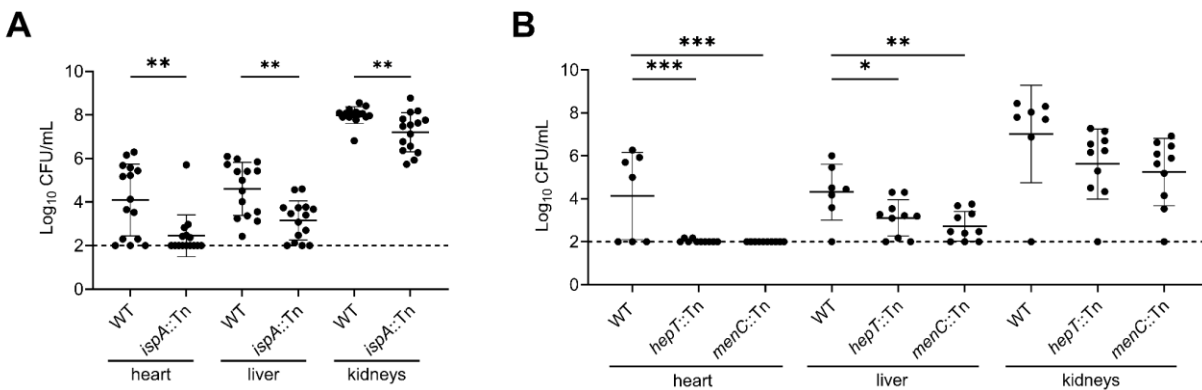 A
** ** **
10
8
6
4
2
0
Log10 CFU/mL
WT ispA::Tn WT ispA::Tn WT ispA::Tn
heart liver kidneys
B
*** **
*** *
10
8
6
4
2
0
Log10 CFU/mL
WT hepT::Tn menC::Tn WT hepT::Tn menC::Tn WT hepT::Tn menC::Tn
heart liver kidneys